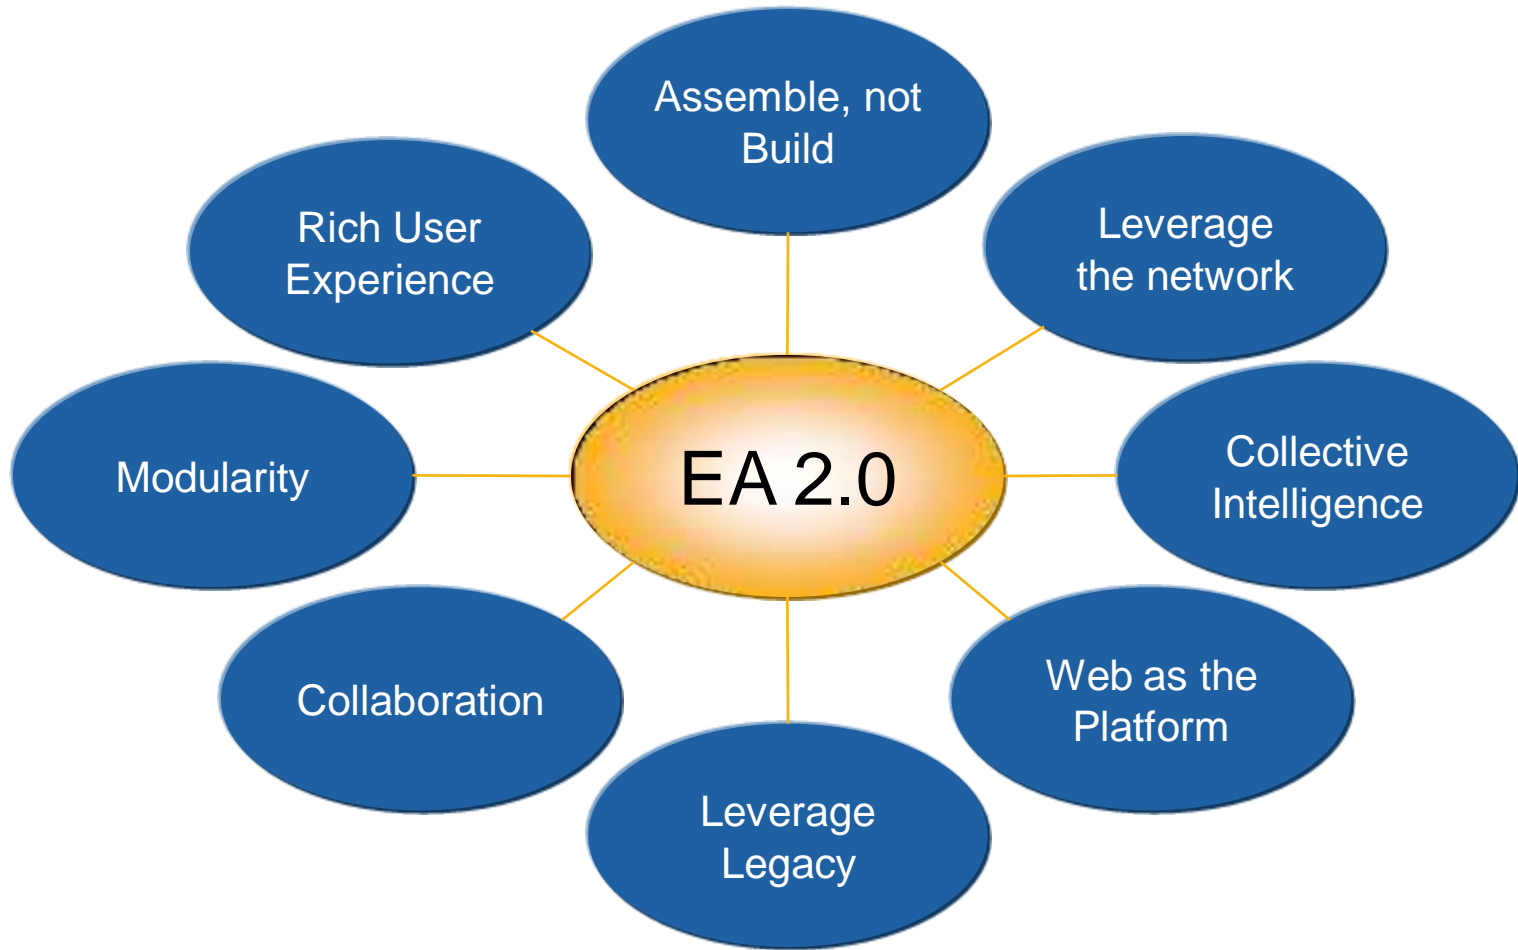 Assemble, not
Build
Rich User
Experience
Leverage
the network
Modularity
EA 2.0
Collective
Intelligence
Collaboration
Web as the
Platform
Leverage
Legacy